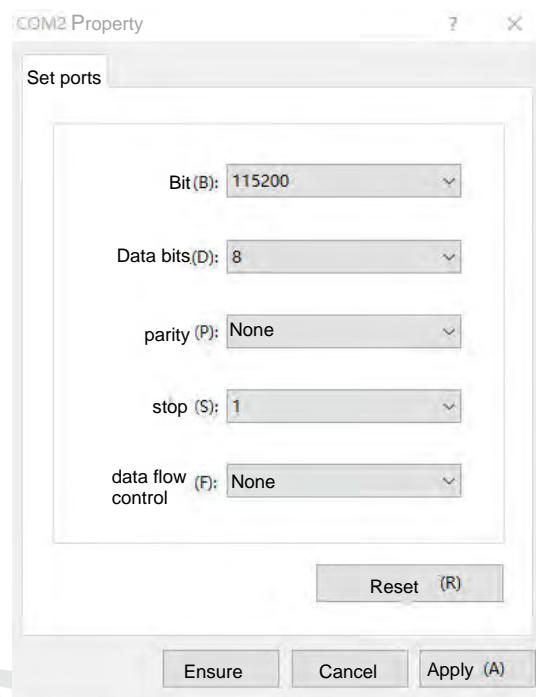 COM2 Property ? ×
Set ports
Bit(B): 115200
Data bits(D): 8
parity (P): None
stop (S): 1
data flow control (F): None
Reset (R)
Ensure Cancel Apply (A)